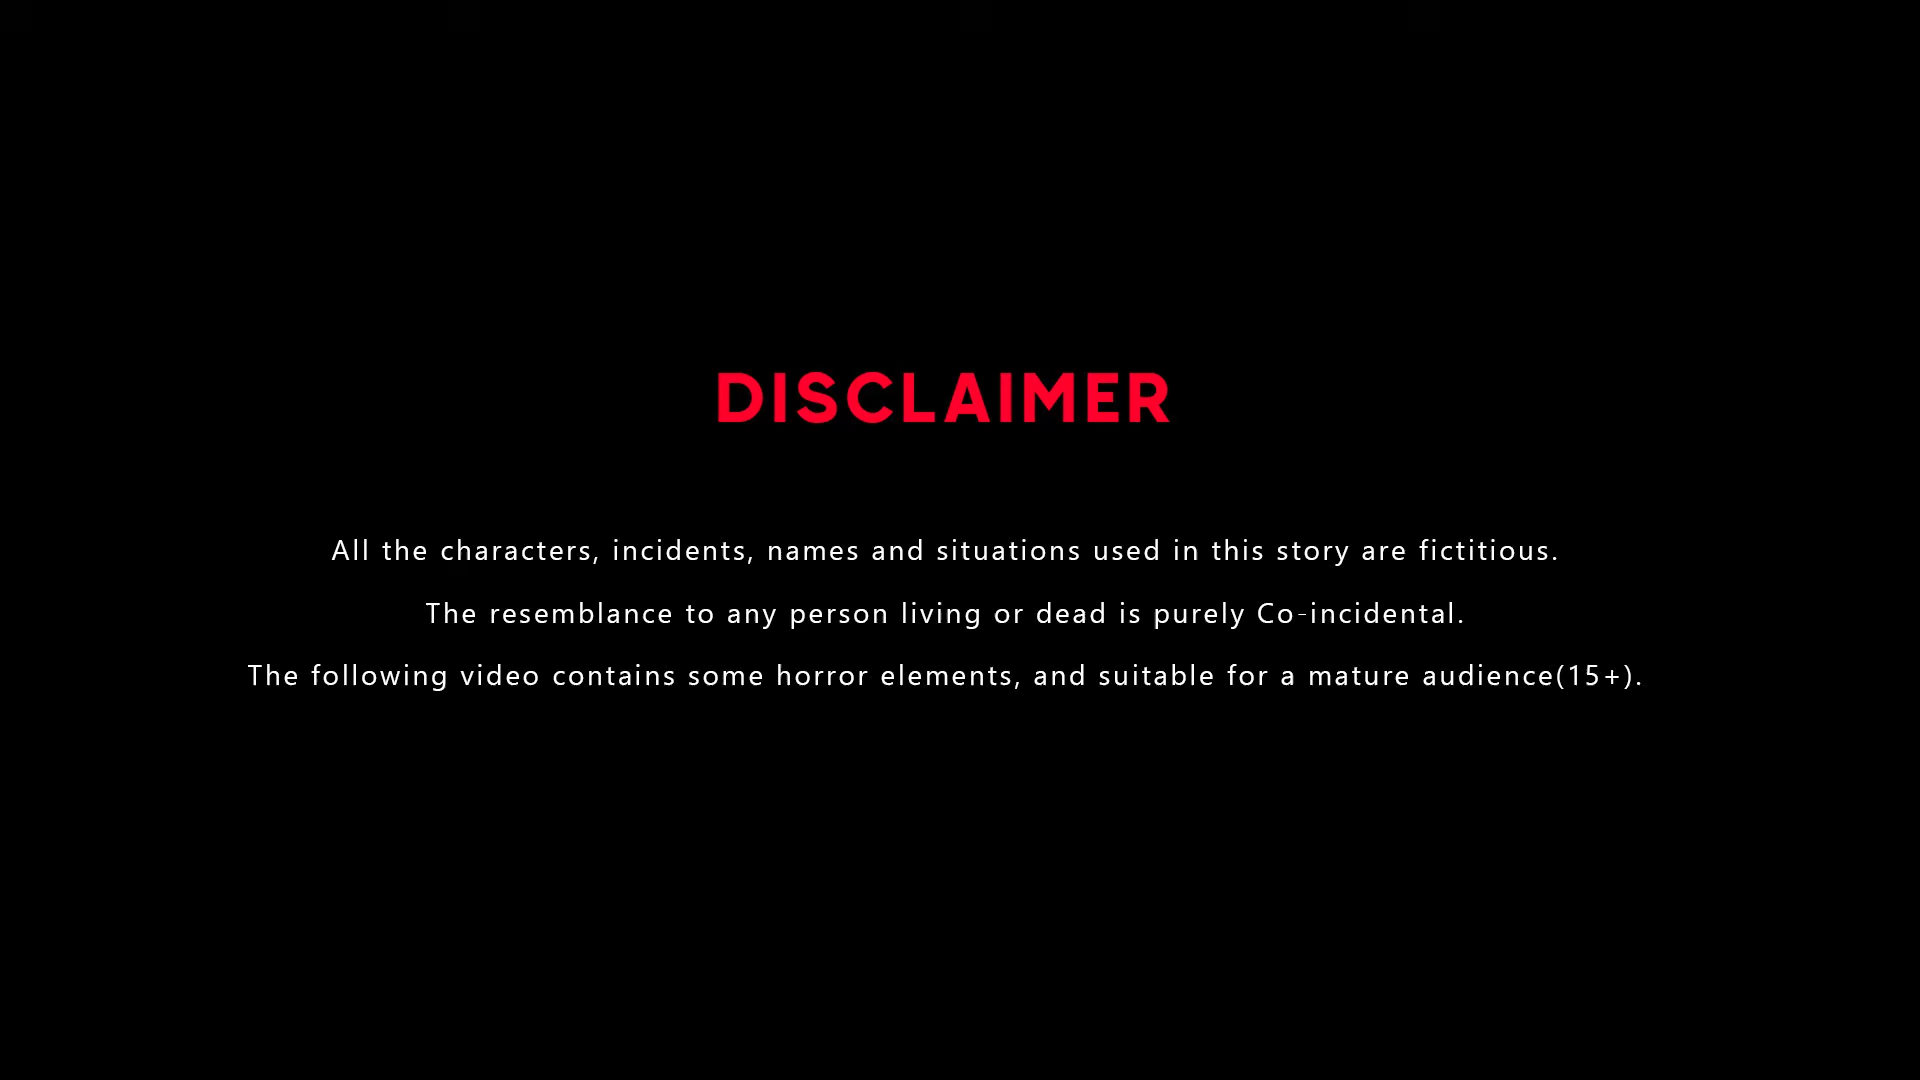 DISCLAIMER
All the characters, incidents, names and situations used in this story are fictitious.
The resemblance to any person living or dead is purely Co-incidental.
The following video contains some horror elements, and suitable for a mature audience(15+).